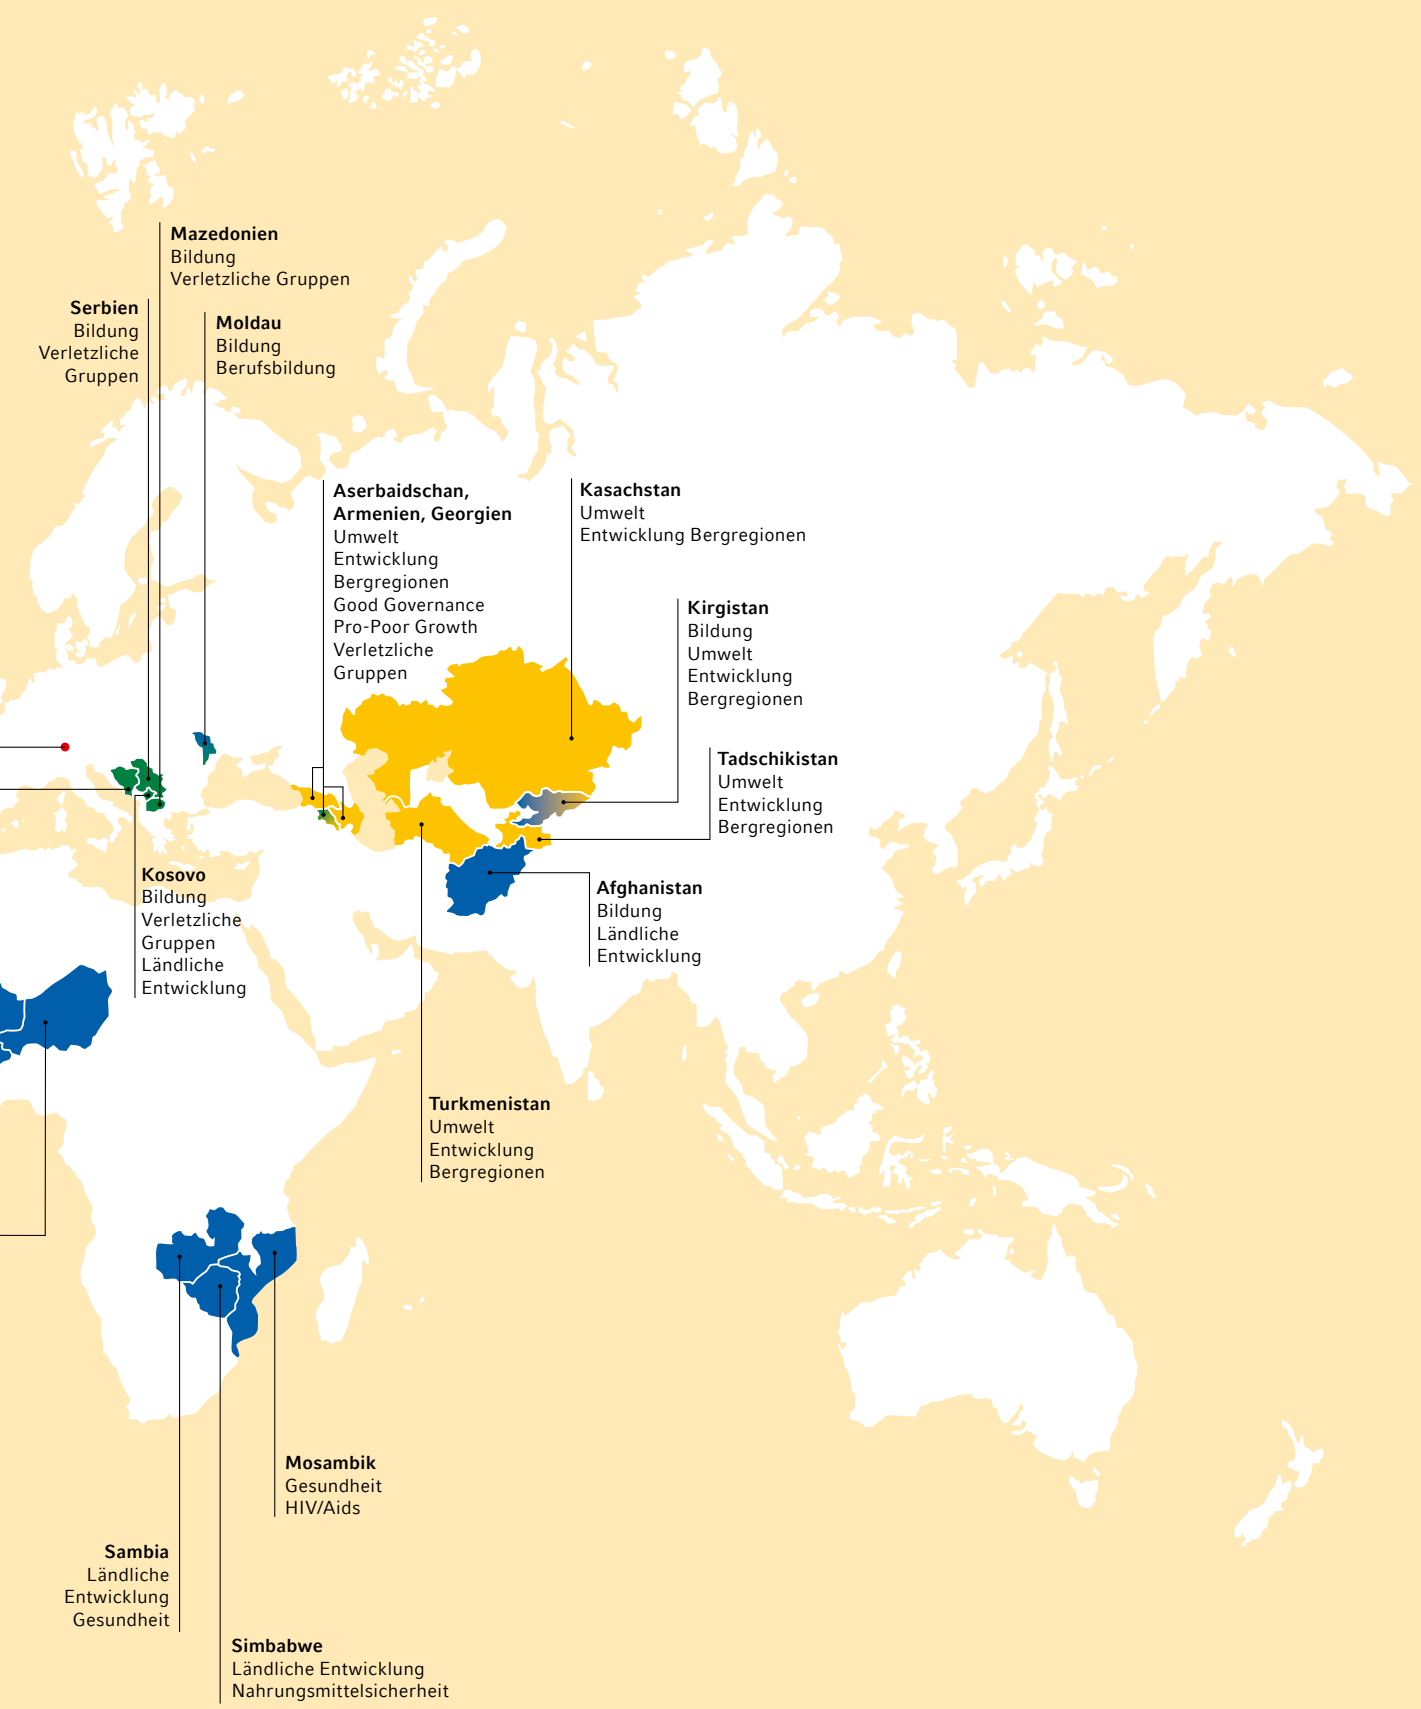 Mazedonien
Bildung
Verletzliche Gruppen
Serbien
Bildung
Verletzliche
Gruppen
Moldau
Bildung
Berufsbildung
Aserbaidschan,
Armenien, Georgien
Umwelt
Entwicklung
Bergregionen
Good Governance
Pro-Poor Growth
Verletzliche
Gruppen
Kasachstan
Umwelt
Entwicklung Bergregionen
Kirgistan
Bildung
Umwelt
Entwicklung
Bergregionen
Tadschikistan
Umwelt
Entwicklung
Bergregionen
Kosovo
Bildung
Verletzliche
Gruppen
Ländliche
Entwicklung
Afghanistan
Bildung
Ländliche
Entwicklung
Turkmenistan
Umwelt
Entwicklung
Bergregionen
Mosambik
Gesundheit
HIV/Aids
Sambia
Ländliche
Entwicklung
Gesundheit
Simbabwe
Ländliche Entwicklung
Nahrungsmittelsicherheit